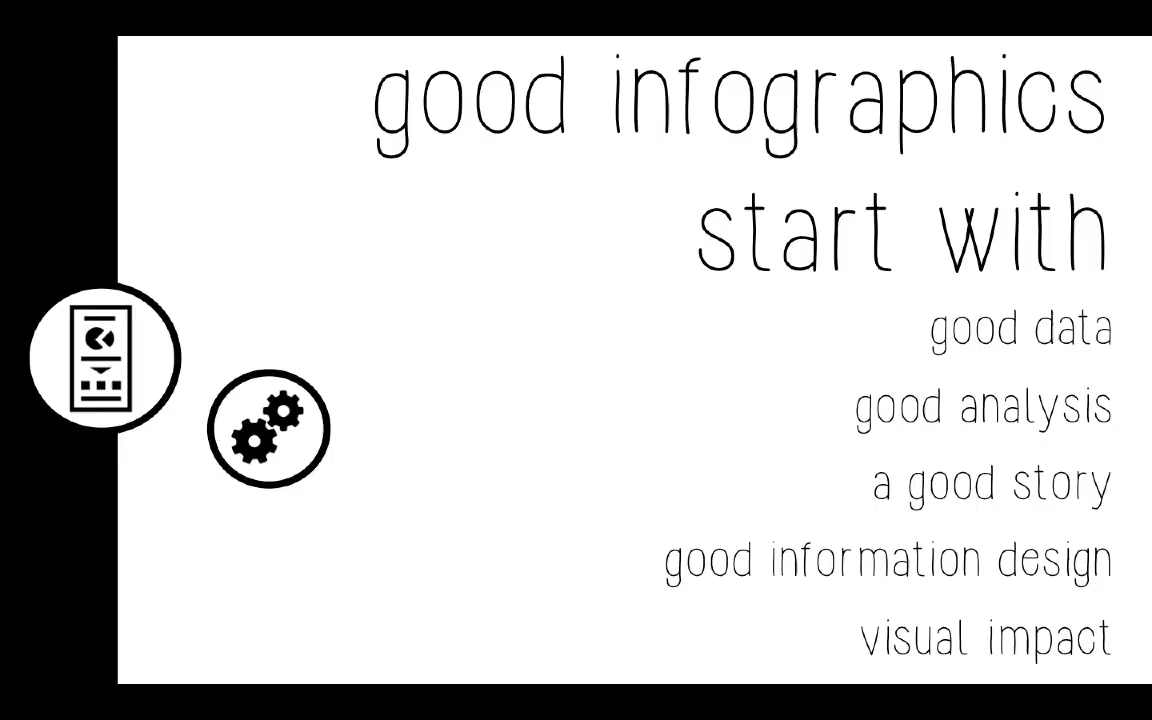 good infographics
start with
good data
good analysis
a good story
good information design
visual impact